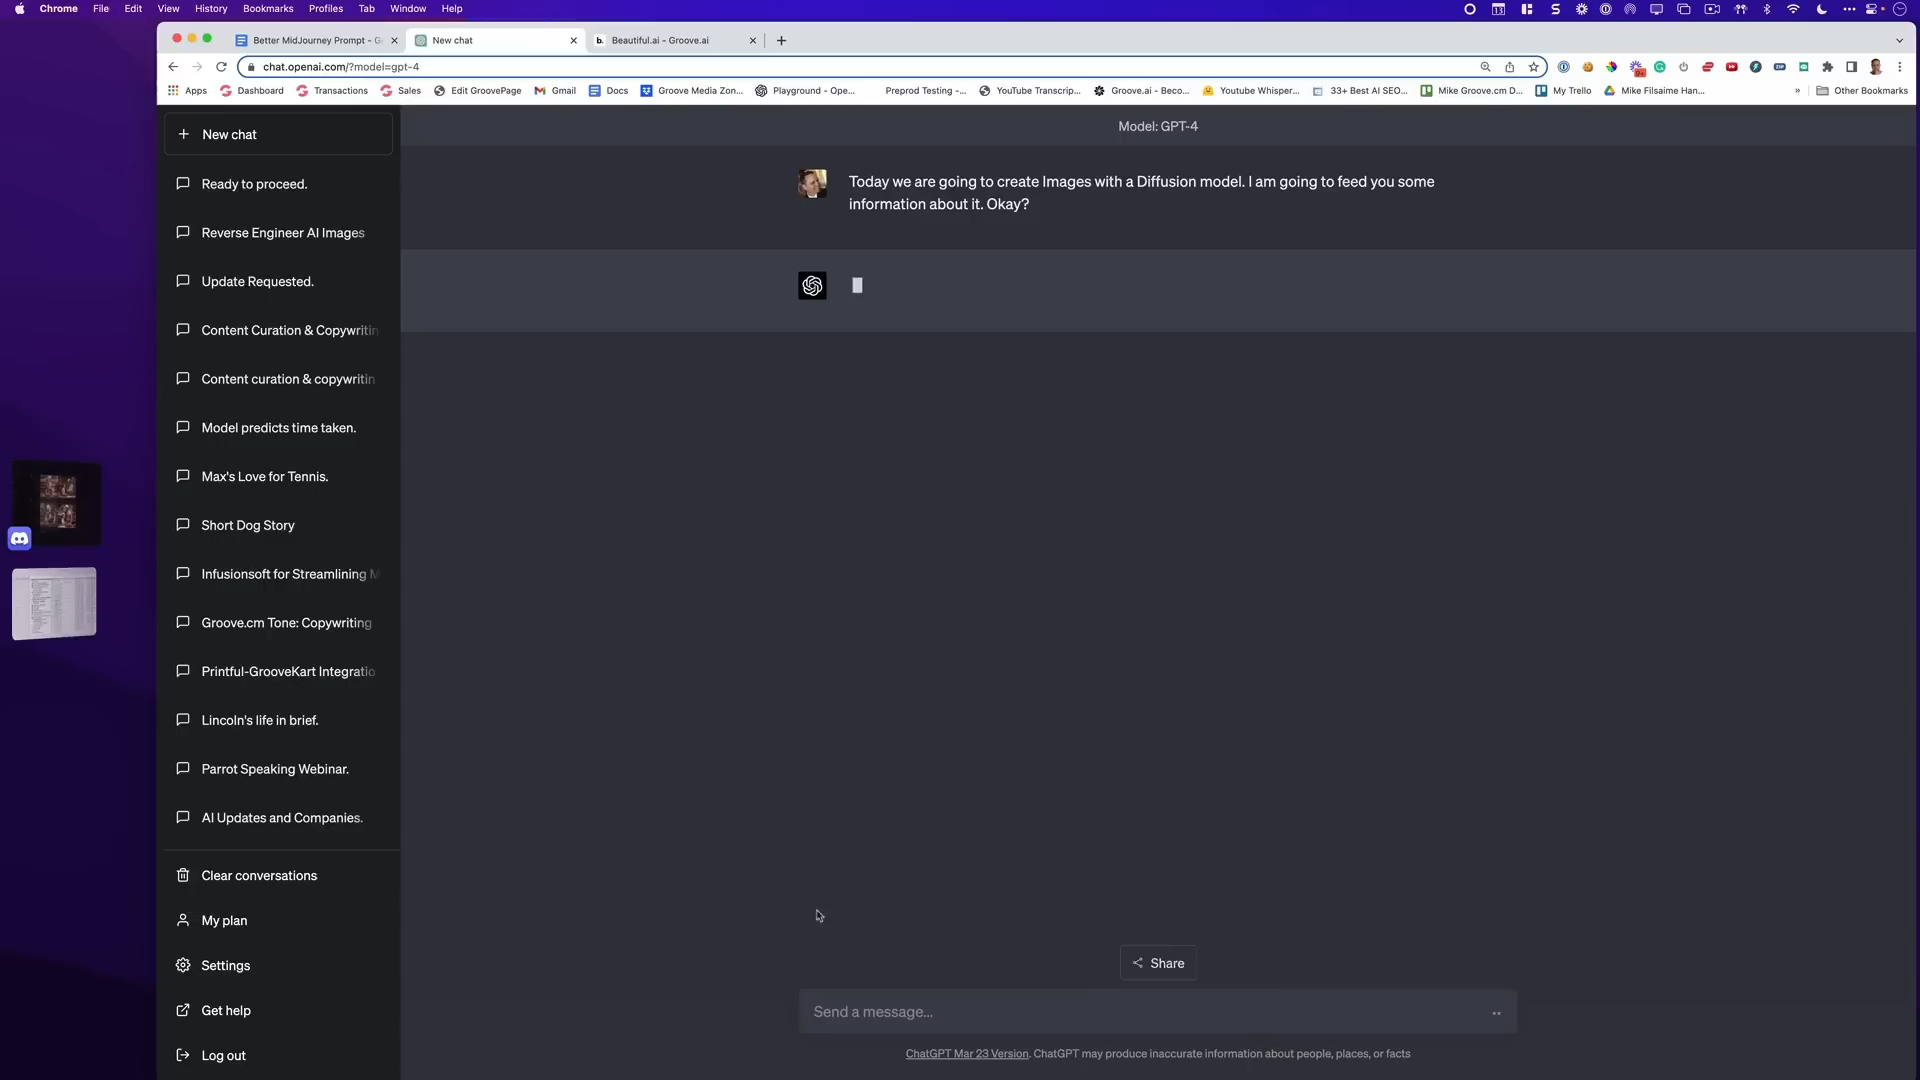 Chrome File Edit View History Bookmarks Profiles Tab Window Help
Better MidJourney Prompt - G
New chat
b. Beautiful.ai - Groove.ai
chat.openai.com/?model=gpt-4
Apps Dashboard Transactions Sales Edit GroovePage Gmail Docs Groove Media Zon... Playground - Ope... Preprod Testing -... YouTube Transcrip... Groove.ai - Beco... Youtube Whisper... 33+ Best AI SEO... Mike Groove.cm D... My Trello Mike Filsaime Han... » Other Bookmarks
New chat
Ready to proceed.
Reverse Engineer AI Images
Update Requested.
Content Curation & Copywritin
Content curation & copywritin
Model predicts time taken.
Max's Love for Tennis.
Short Dog Story
Infusionsoft for Streamlining M
Groove.cm Tone: Copywriting
Printful-GrooveKart Integratio
Lincoln's life in brief.
Parrot Speaking Webinar.
AI Updates and Companies.
Clear conversations
My plan
Settings
Get help
Log out
Model: GPT-4
Today we are going to create Images with a Diffusion model. I am going to feed you some
information about it. Okay?
Share
Send a message...
ChatGPT Mar 23 Version. ChatGPT may produce inaccurate information about people, places, or facts